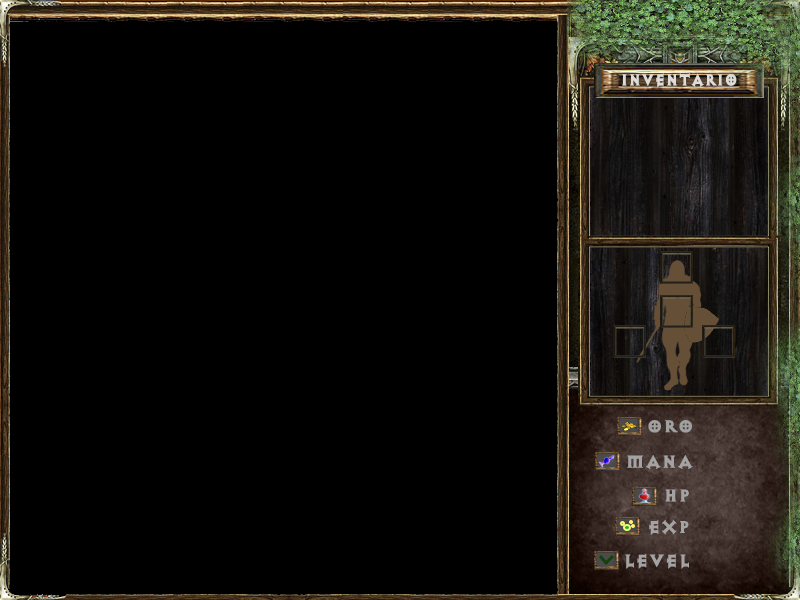 INVENTARIO
ORO
MANA
HP
EXP
LEVEL